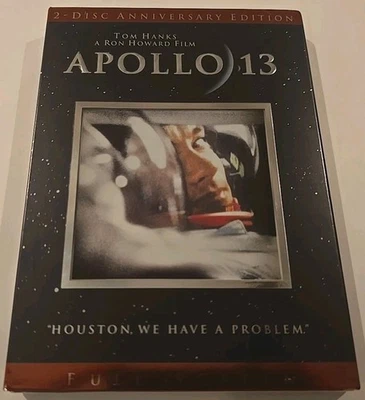 2-DISC ANNIVERSARY EDITION
TOM HANKS
A RON HOWARD FILM
APOLLO 13
"HOUSTON, WE HAVE A PROBLEM."